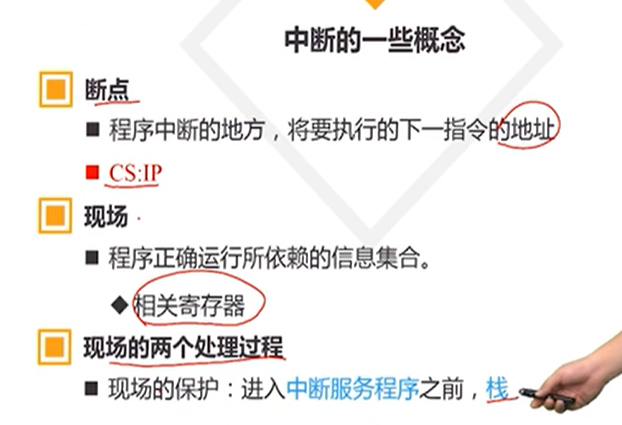 中断的一些概念
断点
程序中断的地方，将要执行的下一指令的地址
CS:IP
现场
程序正确运行所依赖的信息集合。
相关寄存器
现场的两个处理过程
现场的保护：进入中断服务程序之前，栈